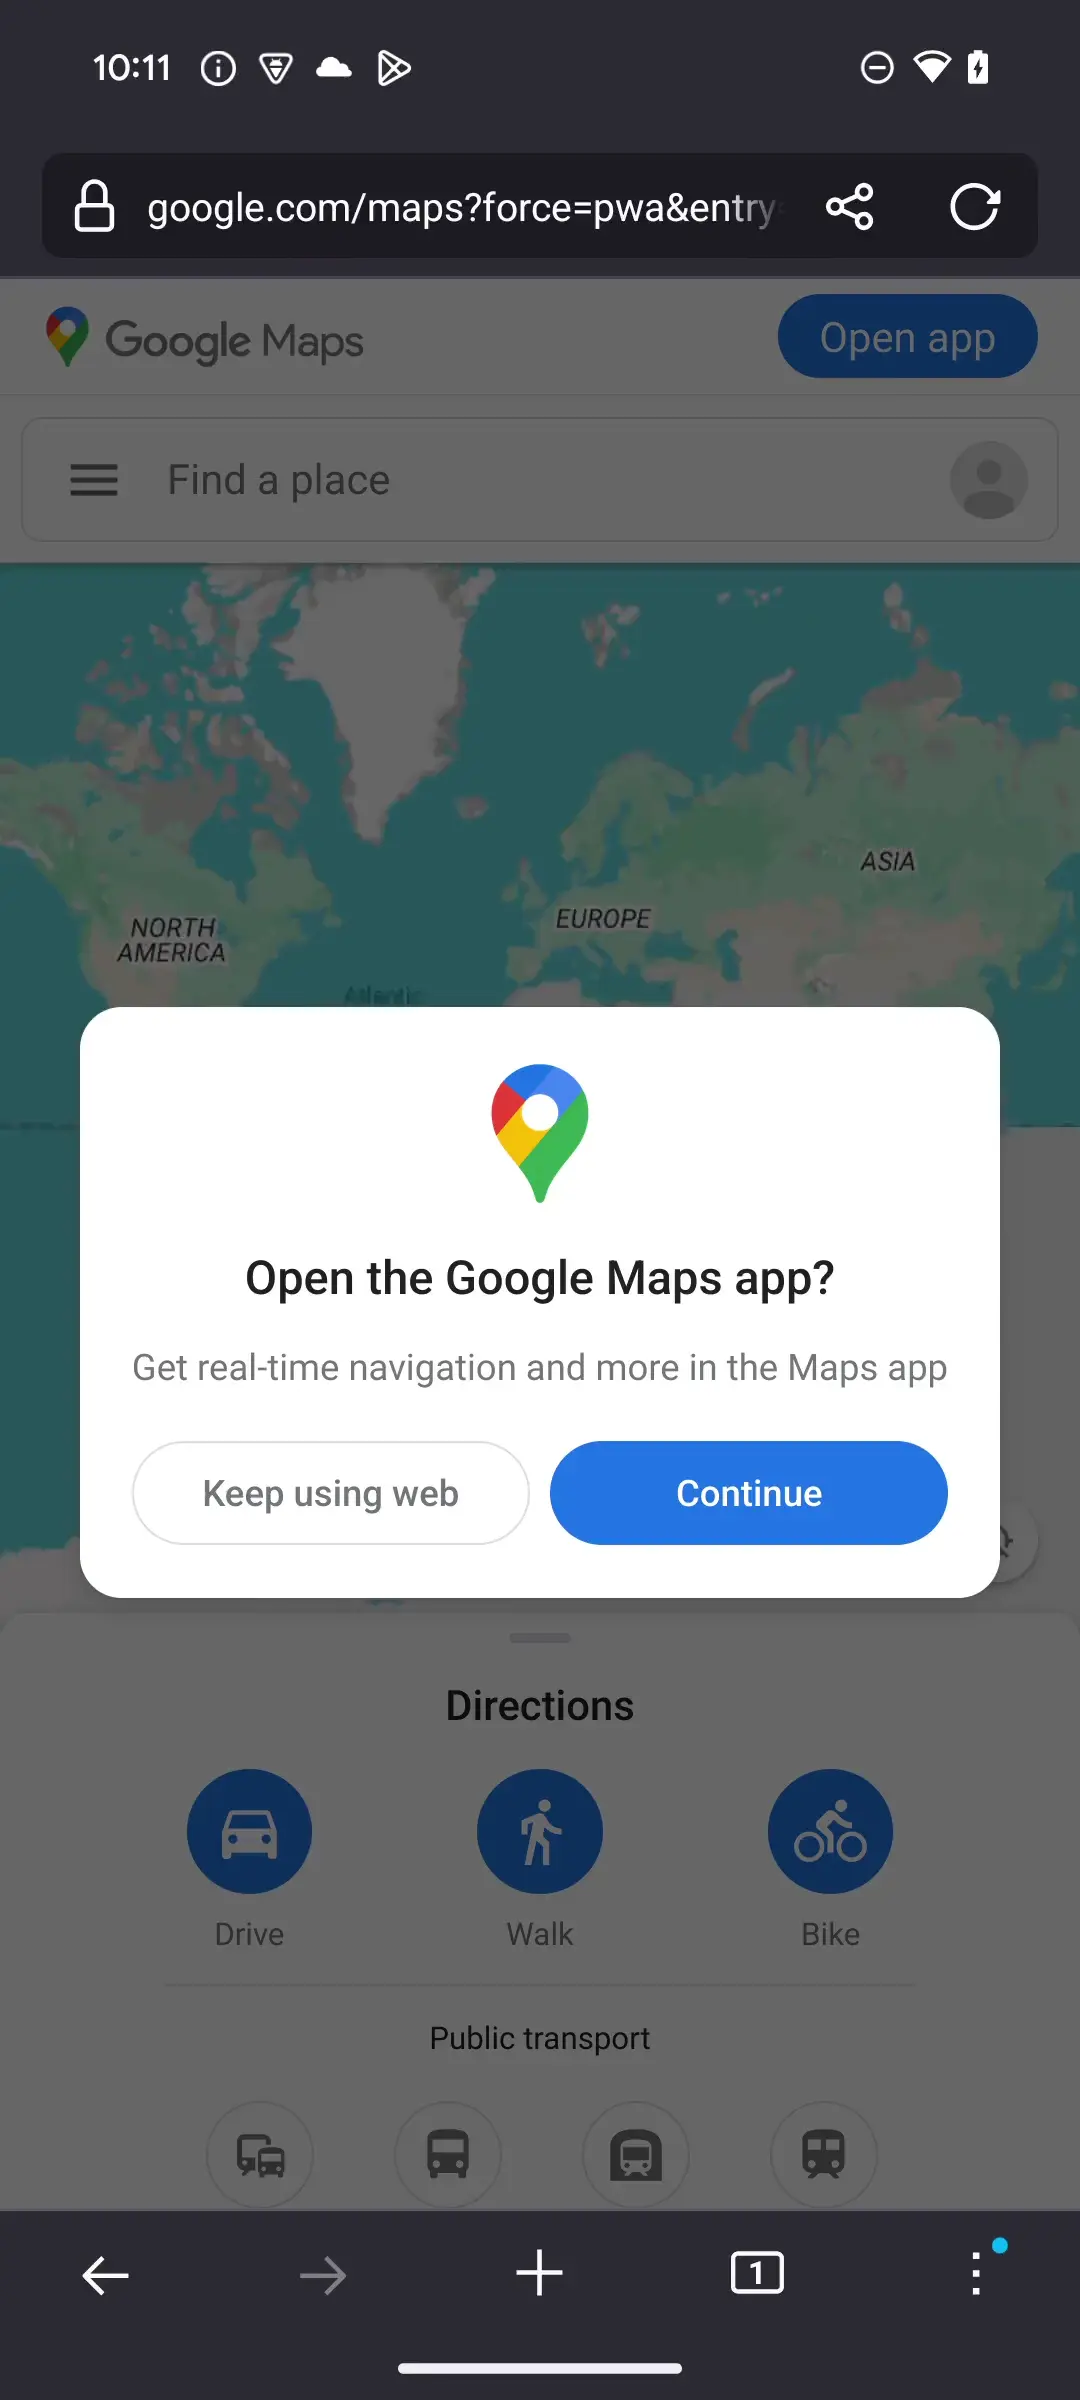 10:11
google.com/maps?force=pwa&entry
Google Maps
Open app
Find a place
ASIA
EUROPE
NORTH
AMERICA
Atlantic
Open the Google Maps app?
Get real-time navigation and more in the Maps app
Keep using web
Continue
Directions
Drive
Walk
Bike
Public transport
1